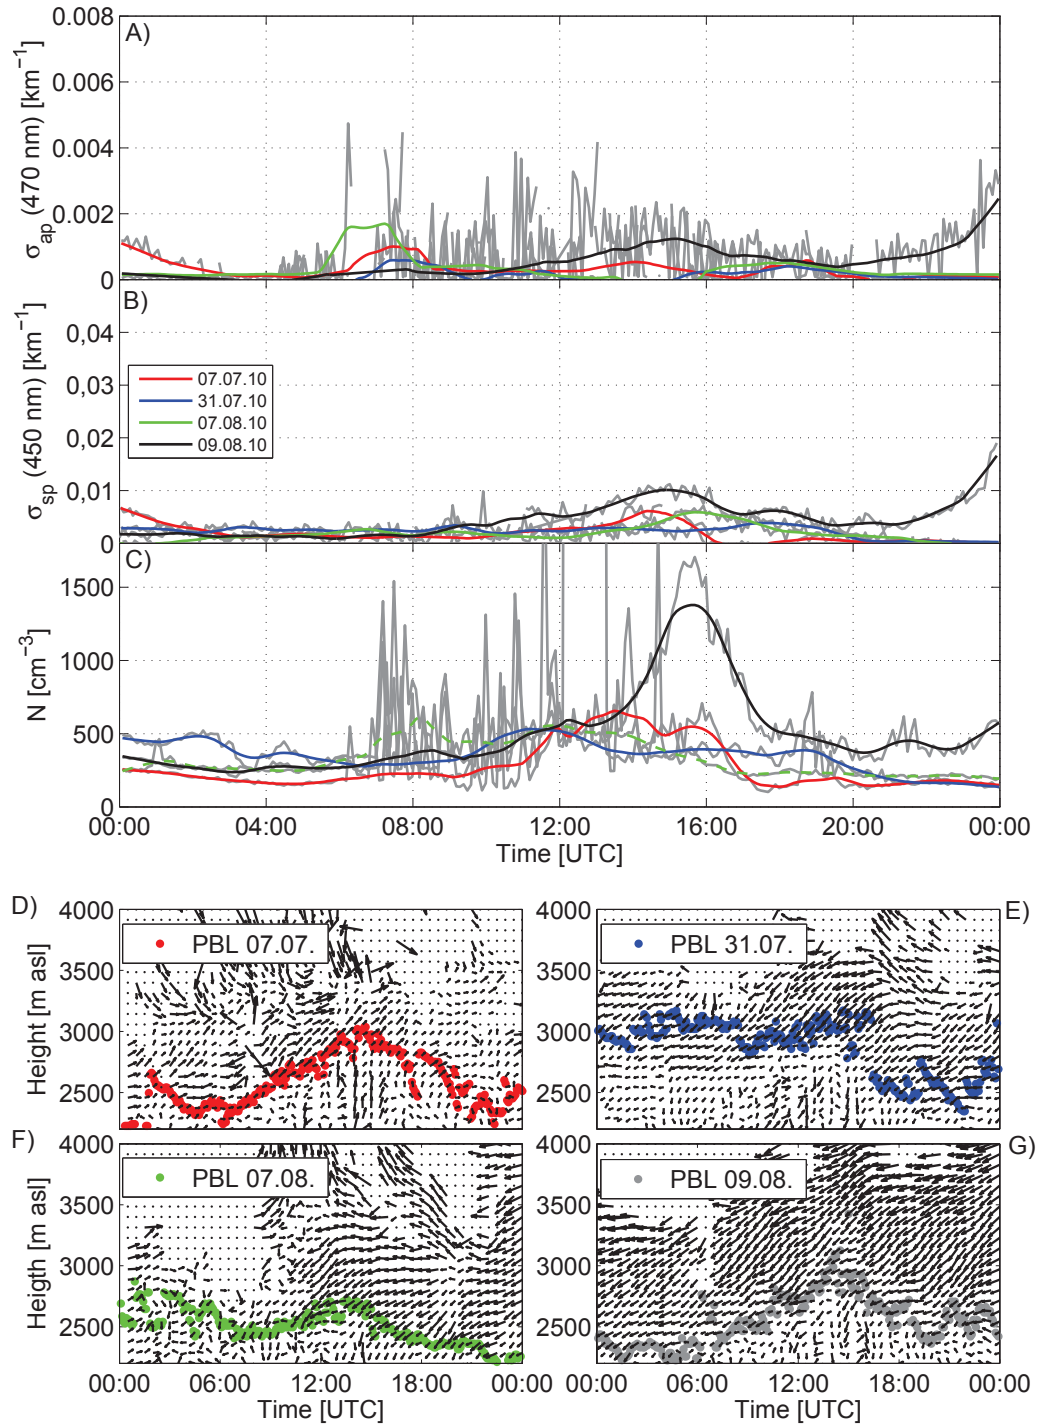 A)
0.008
0.006
0.004
0.002
0
σap (470 nm) [km−1]
B)
0,04
0,03
0,02
0,01
0
σsp (450 nm) [km−1]
07.07.10
31.07.10
07.08.10
09.08.10
C)
1500
1000
500
0
N [cm−3]
00:00 04:00 08:00 12:00 16:00 20:00 00:00
Time [UTC]
D)
4000
3500
3000
2500
Height [m asl]
PBL 07.07.
E)
4000
3500
3000
2500
PBL 31.07.
F)
4000
3500
3000
2500
Heigth [m asl]
PBL 07.08.
00:00 06:00 12:00 18:00 00:00
Time [UTC]
G)
4000
3500
3000
2500
PBL 09.08.
00:00 06:00 12:00 18:00 00:00
Time [UTC]